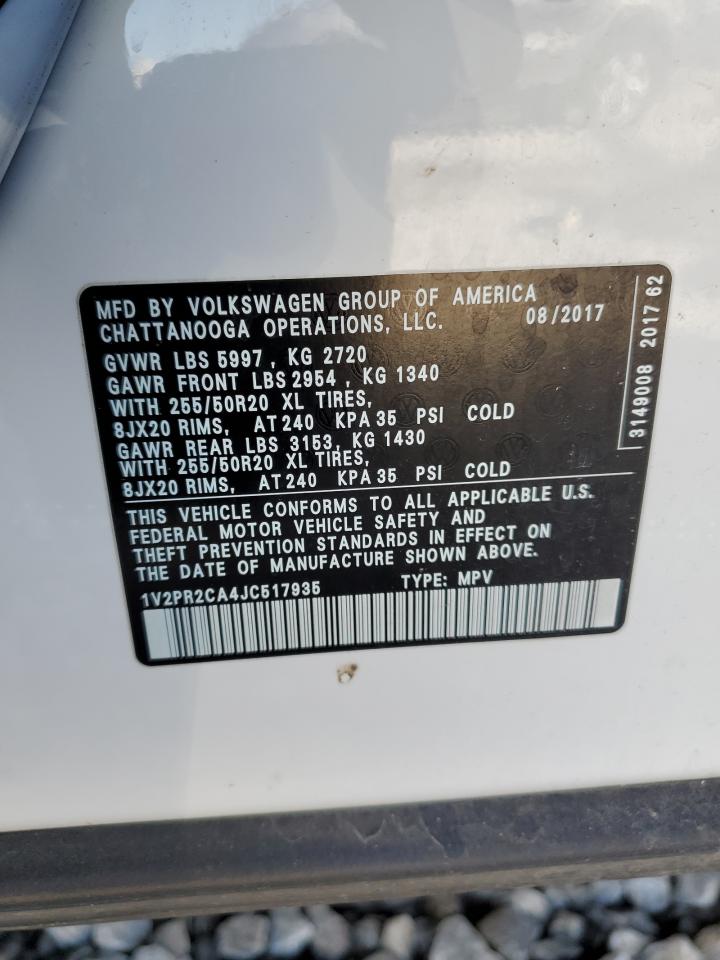 MFD BY VOLKSWAGEN GROUP OF AMERICA
CHATTANOOGA OPERATIONS, LLC. 08/2017
GVWR LBS 5997 , KG 2720
GAWR FRONT LBS 2954 , KG 1340
WITH 255/50R20 XL TIRES,
8JX20 RIMS, AT 240 KPA 35 PSI COLD
GAWR REAR LBS 3153, KG 1430
WITH 255/50R20 XL TIRES,
8JX20 RIMS, AT 240 KPA 35 PSI COLD
THIS VEHICLE CONFORMS TO ALL APPLICABLE U.S.
FEDERAL MOTOR VEHICLE SAFETY AND
THEFT PREVENTION STANDARDS IN EFFECT ON
THE DATE OF MANUFACTURE SHOWN ABOVE.
1V2PR2CA4JC517935 TYPE: MPV
3149008 2017 62